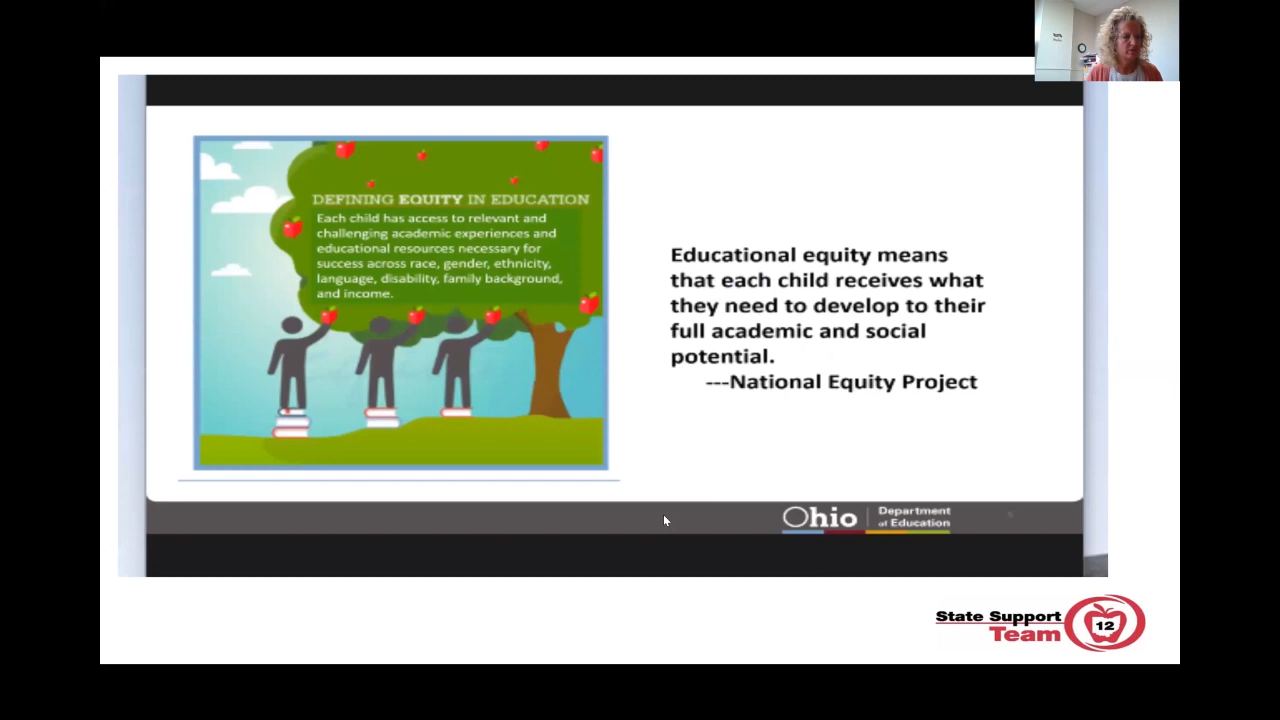 DEFINING EQUITY IN EDUCATION
Each child has access to relevant and
challenging academic experiences and
educational resources necessary for
success across race, gender, ethnicity,
language, disability, family background,
and income.
Educational equity means
that each child receives what
they need to develop to their
full academic and social
potential.
---National Equity Project
Ohio
Department
of Education
State Support
Team
12